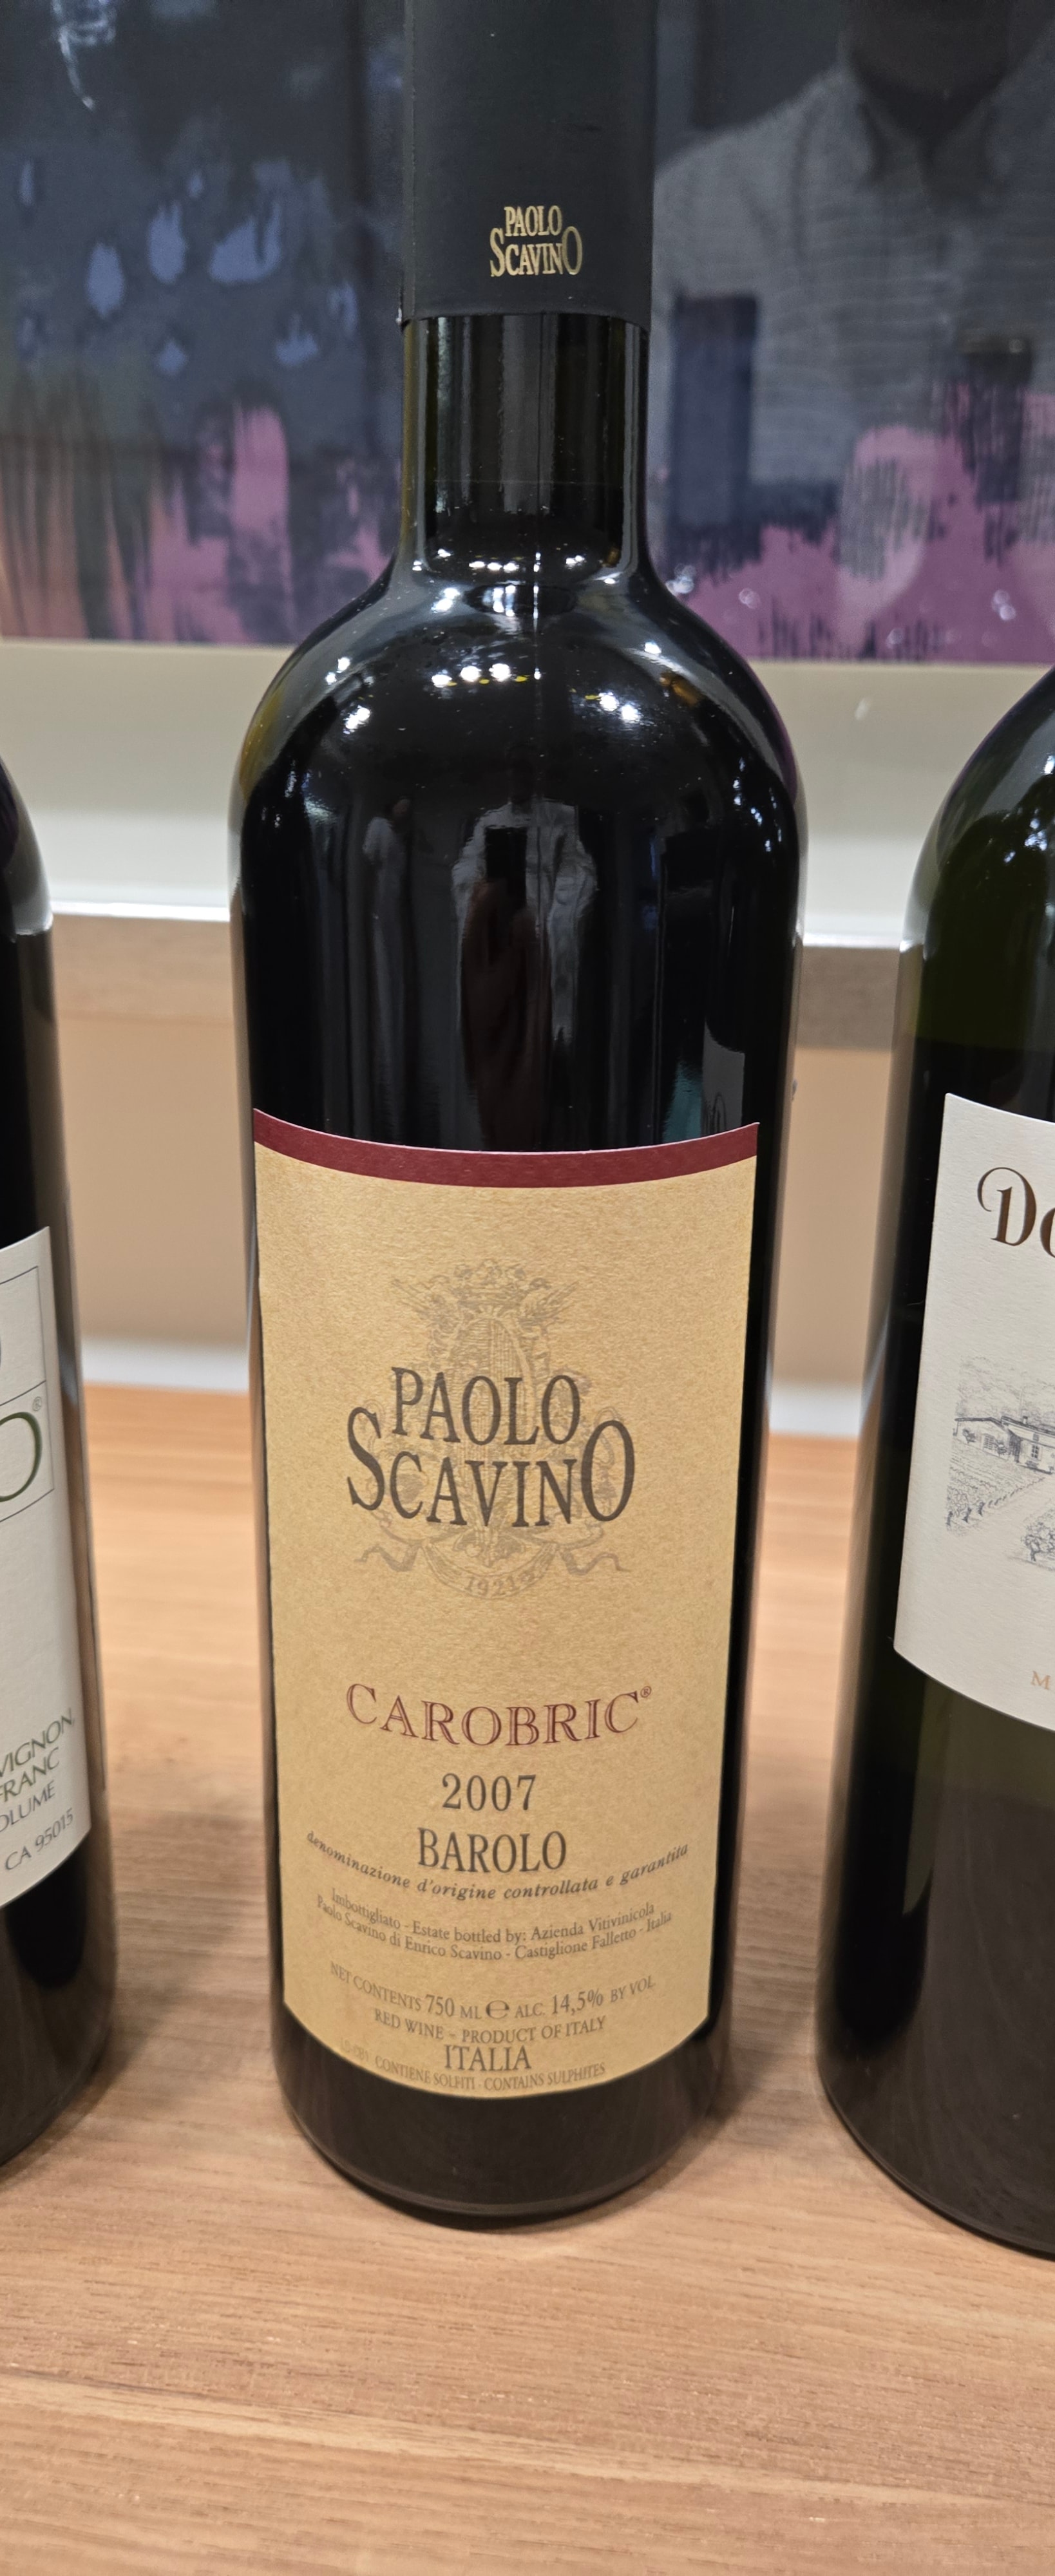 PAOLO
SCAVINO
PAOLO
SCAVINO
1921
CAROBRIC®
2007
BAROLO
denominazione d'origine controllata e garantita
Imbottigliato - Estate bottled by: Azienda Vitivinicola
Paolo Scavino di Enrico Scavino - Castiglione Falletto - Italia
NET CONTENTS 750 ML e ALC. 14,5% BY VOL.
RED WINE - PRODUCT OF ITALY
ITALIA
CONTIENE SOLFITI - CONTAINS SULPHITES
O®
VIGNON
FRANC
OLUME
CA 95015
Do
M